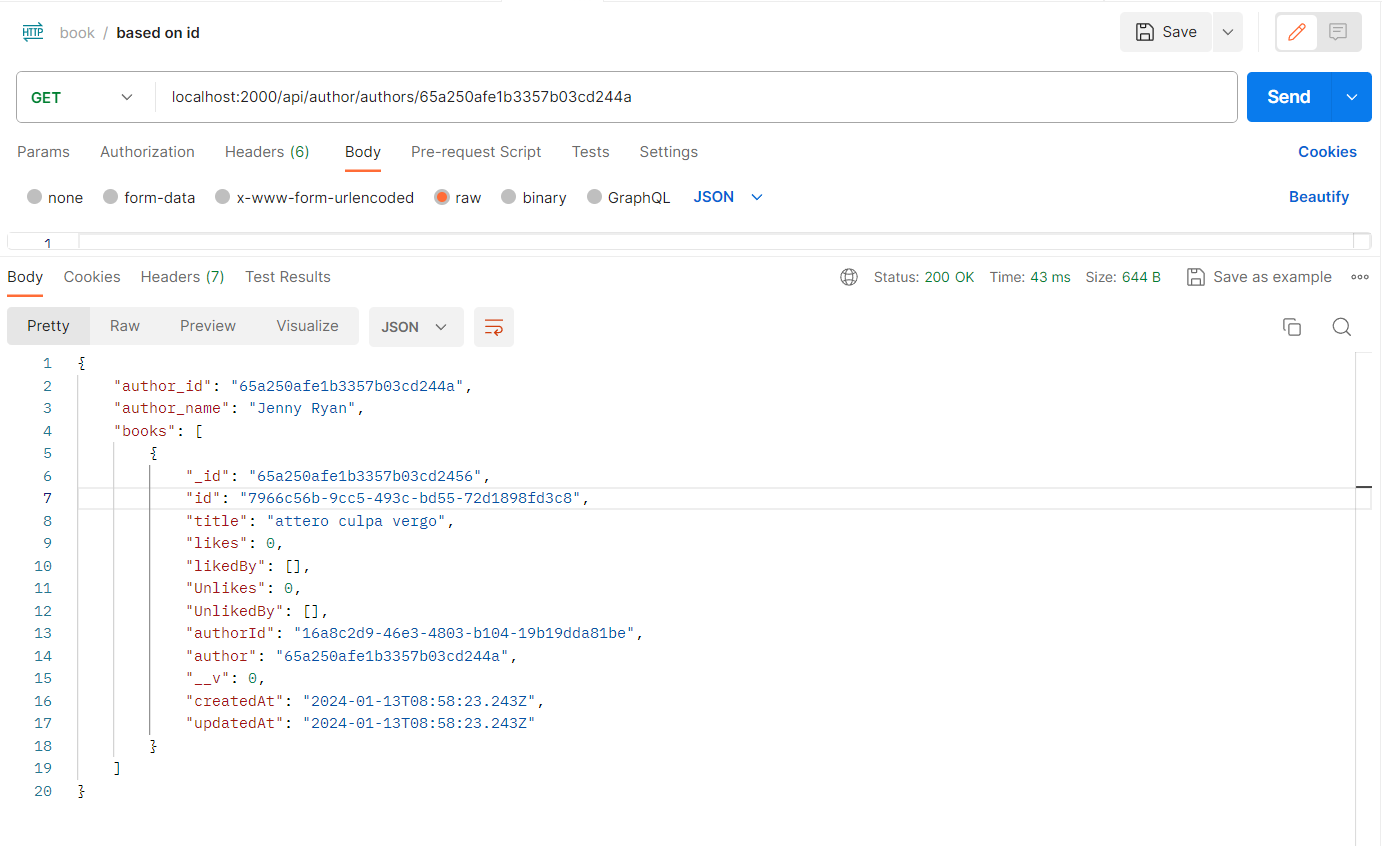 HTTP book / based on id Save
GET localhost:2000/api/author/authors/65a250afe1b3357b03cd244a Send
Params Authorization Headers (6) Body Pre-request Script Tests Settings Cookies
none form-data x-www-form-urlencoded raw binary GraphQL JSON Beautify
1
Body Cookies Headers (7) Test Results Status: 200 OK Time: 43 ms Size: 644 B Save as example
Pretty Raw Preview Visualize JSON
1 {
2 "author_id": "65a250afe1b3357b03cd244a",
3 "author_name": "Jenny Ryan",
4 "books": [
5 {
6 "_id": "65a250afe1b3357b03cd2456",
7 "id": "7966c56b-9cc5-493c-bd55-72d1898fd3c8",
8 "title": "attero culpa vergo",
9 "likes": 0,
10 "likedBy": [],
11 "Unlikes": 0,
12 "UnlikedBy": [],
13 "authorId": "16a8c2d9-46e3-4803-b104-19b19dda81be",
14 "author": "65a250afe1b3357b03cd244a",
15 "__v": 0,
16 "createdAt": "2024-01-13T08:58:23.243Z",
17 "updatedAt": "2024-01-13T08:58:23.243Z"
18 }
19 ]
20 }